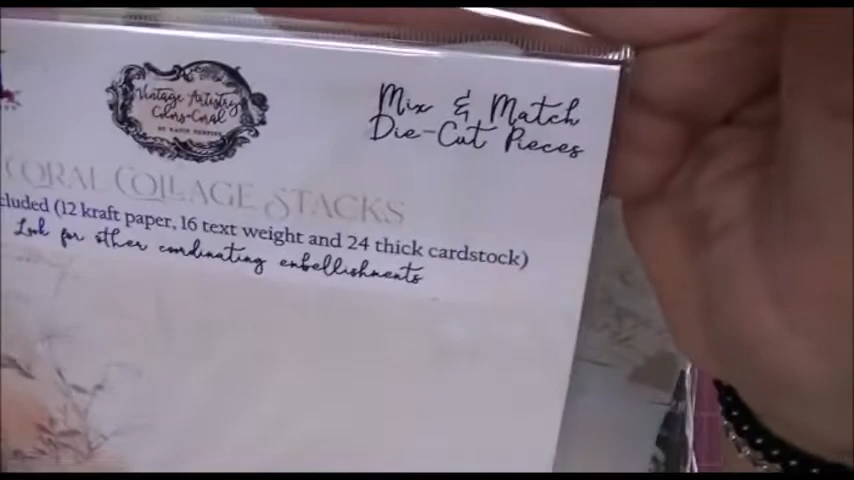 Vintage Artistry
Colors-Coral
Mix & Match
Die-Cut Pieces
CORAL COLLAGE STACKS
(12 kraft paper, 16 text weight and 24 thick cardstock)
Look for other coordinating embellishments